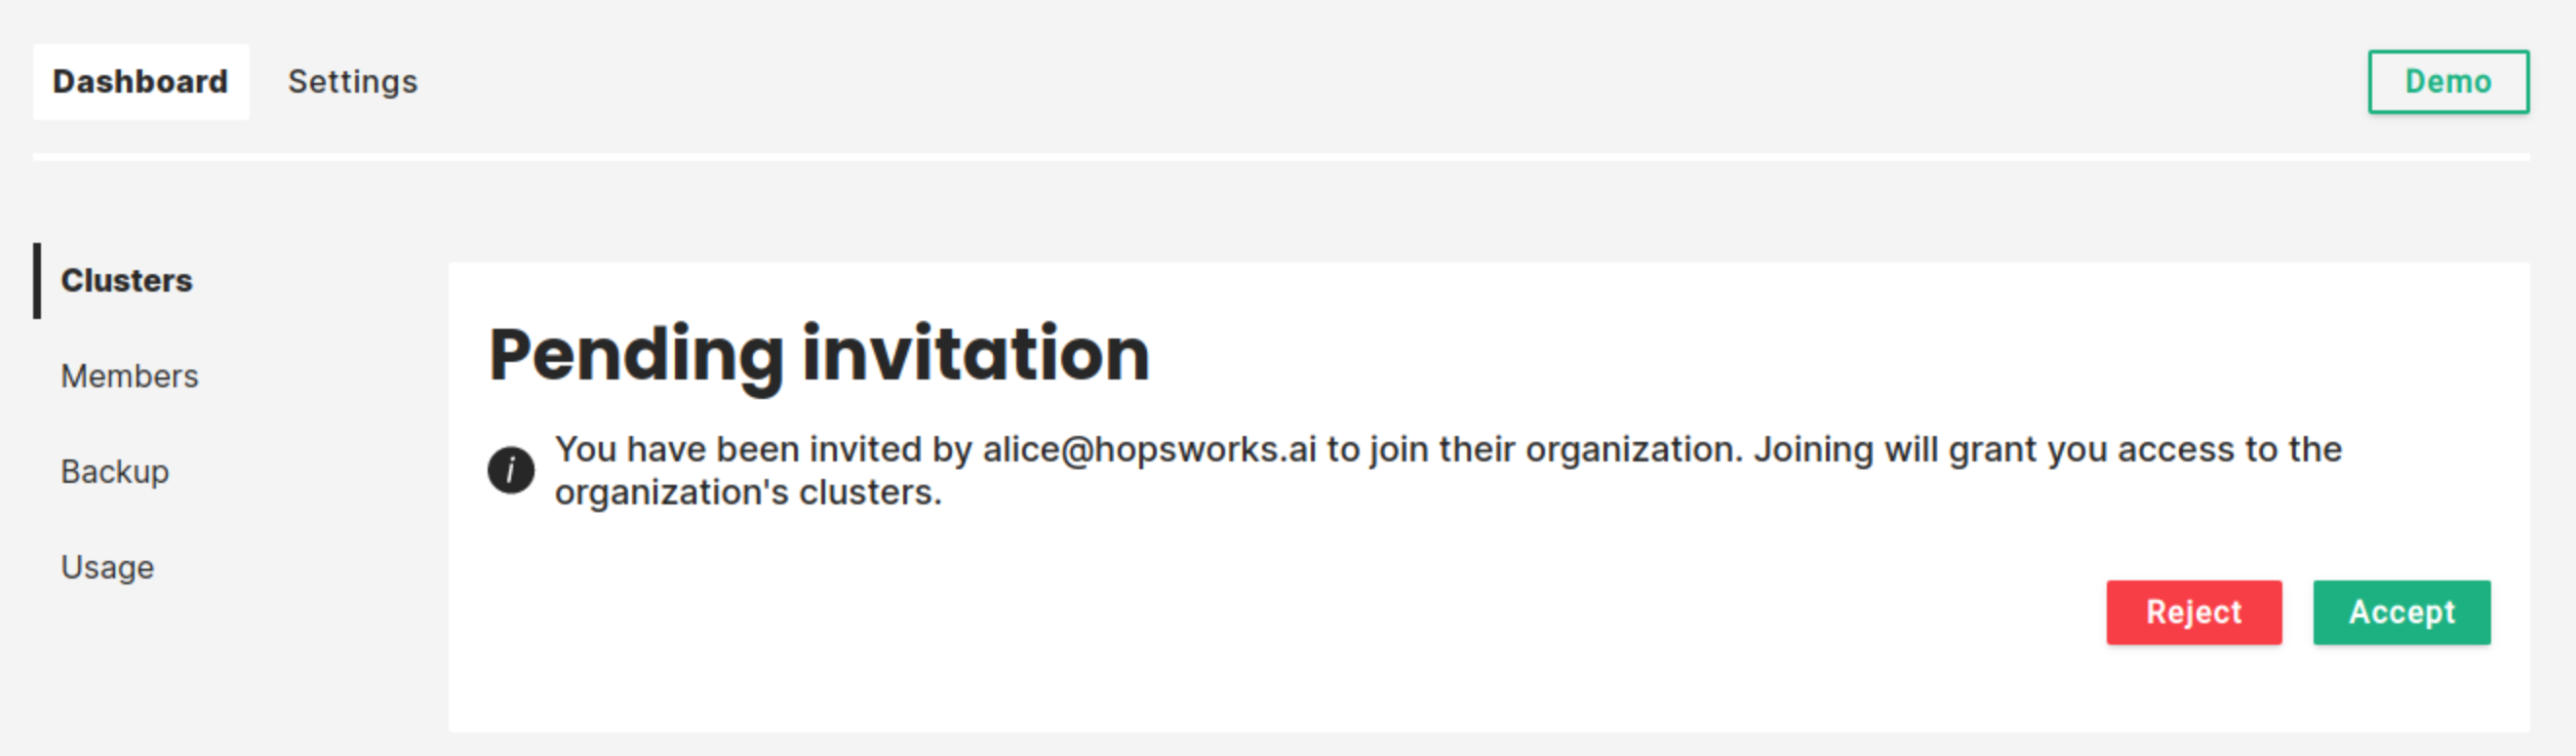 Dashboard Settings Demo
Clusters
Members
Backup
Usage
Pending invitation
i
You have been invited by alice@hopsworks.ai to join their organization. Joining will grant you access to the
organization's clusters.
Reject Accept